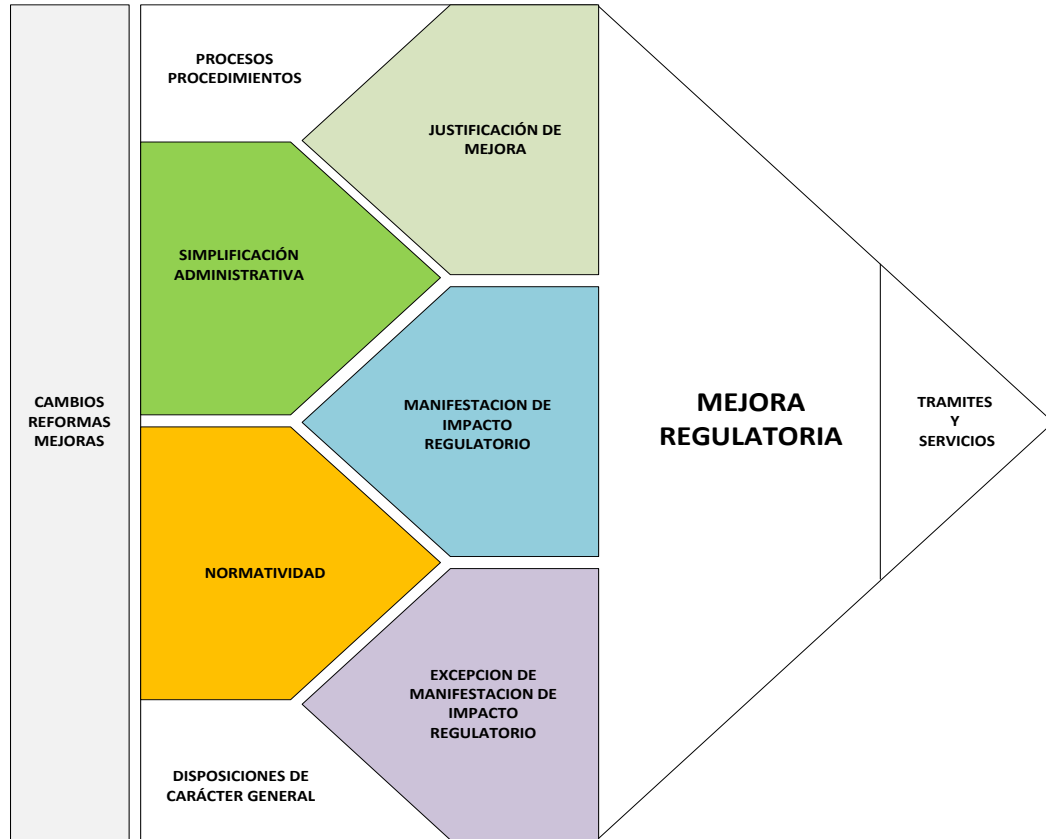 CAMBIOS
REFORMAS
MEJORAS
PROCESOS
PROCEDIMIENTOS
SIMPLIFICACIÓN
ADMINISTRATIVA
NORMATIVIDAD
DISPOSICIONES DE
CARÁCTER GENERAL
JUSTIFICACIÓN DE
MEJORA
MANIFESTACION DE
IMPACTO
REGULATORIO
EXCEPCION DE
MANIFESTACION DE
IMPACTO
REGULATORIO
MEJORA
REGULATORIA
TRAMITES
Y
SERVICIOS